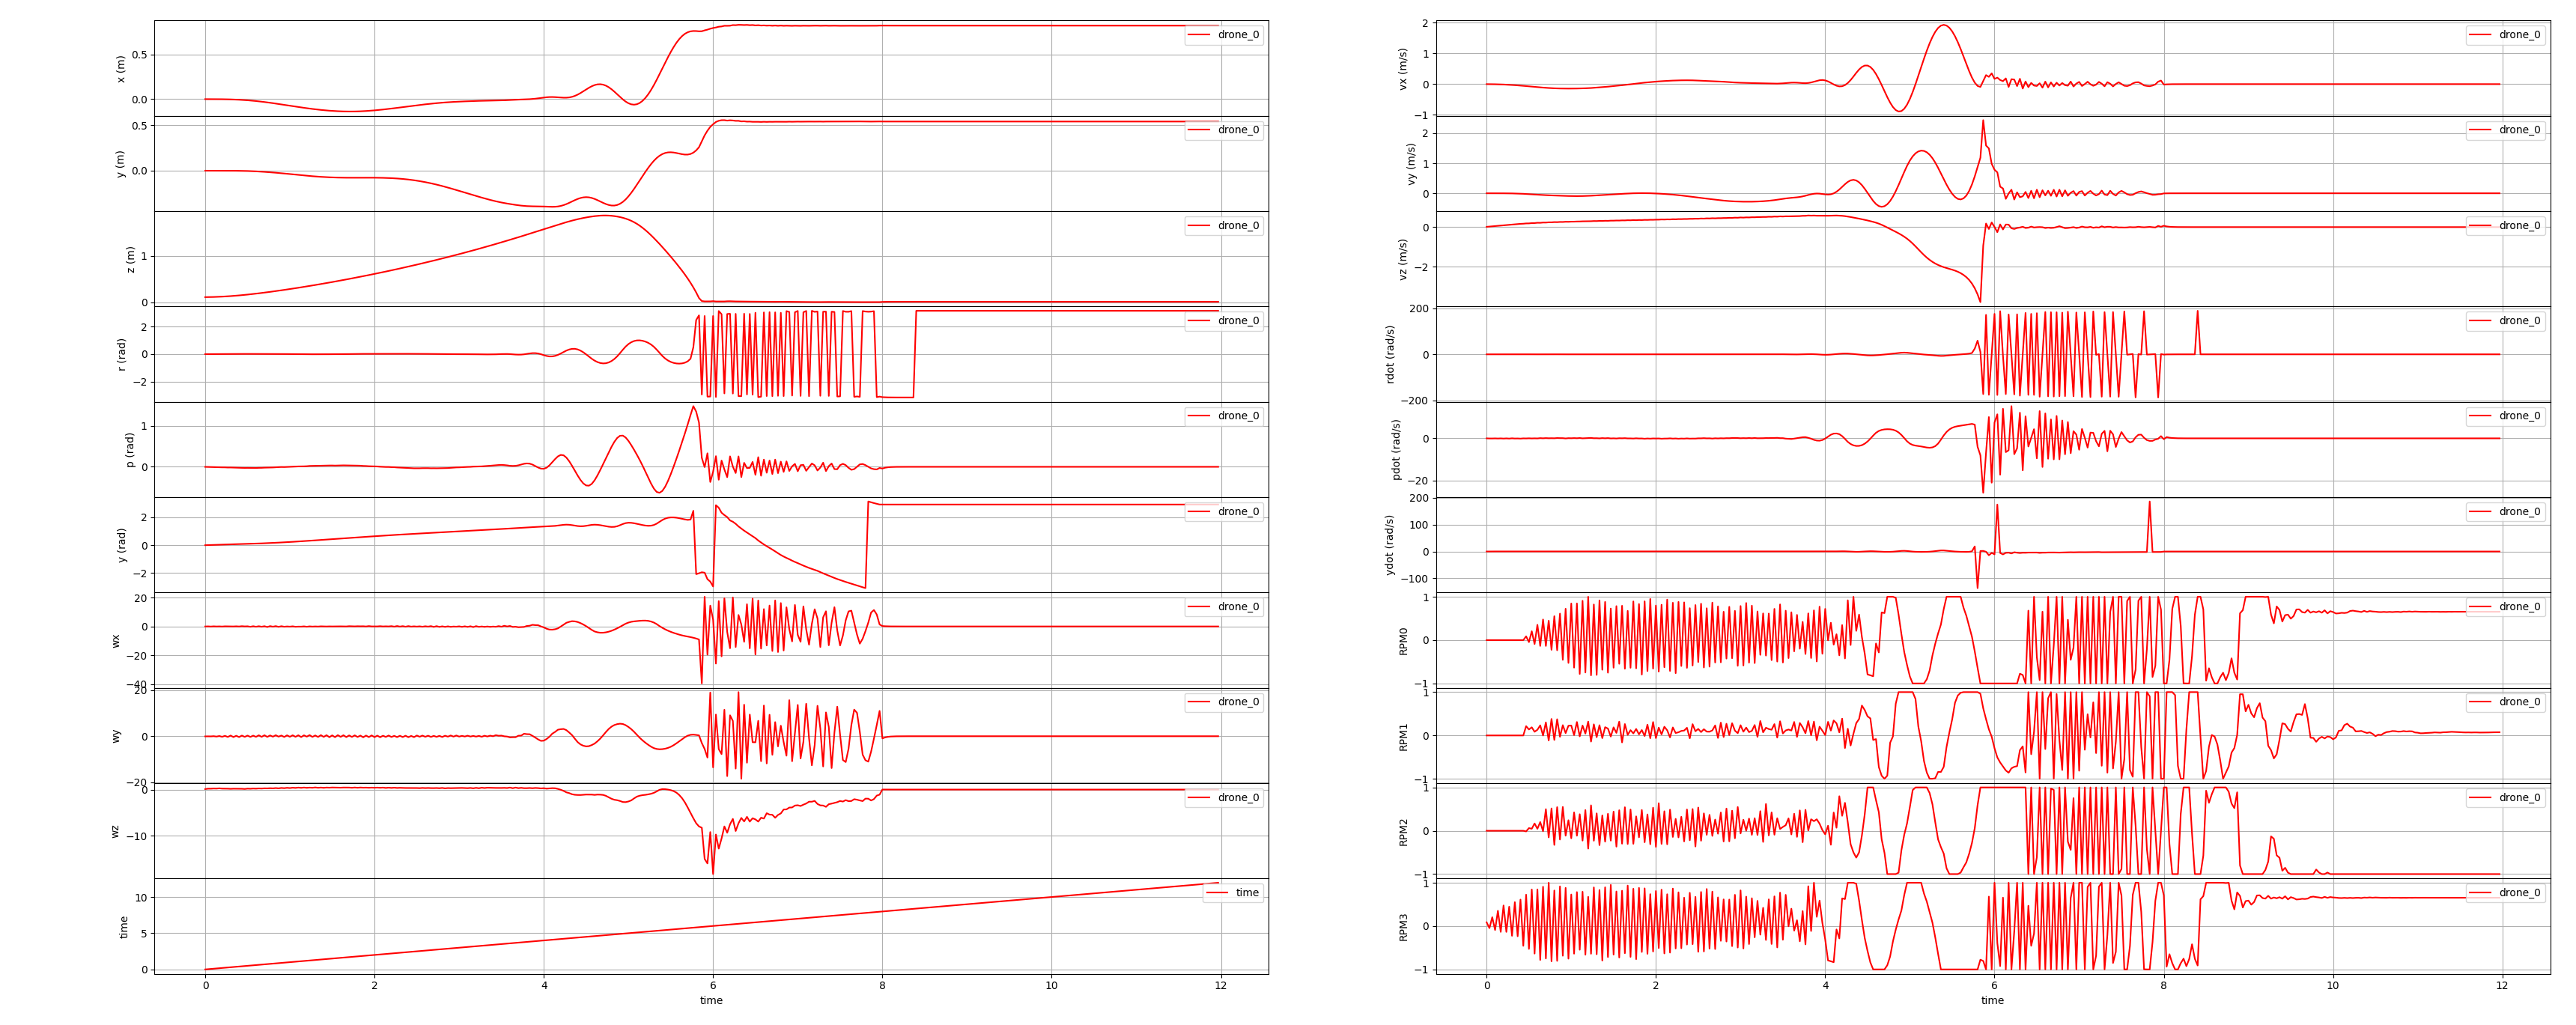 x (m)
0.5
0.0
drone_0
y (m)
0.5
0.0
drone_0
z (m)
1
0
drone_0
r (rad)
2
0
−2
drone_0
p (rad)
1
0
drone_0
y (rad)
2
0
−2
drone_0
wx
20
0
−20
−40
drone_0
wy
20
0
−20
drone_0
wz
0
−10
drone_0
time
10
5
0
time
0 2 4 6 8 10 12
time
vx (m/s)
2
1
0
−1
drone_0
vy (m/s)
2
1
0
drone_0
vz (m/s)
0
−2
drone_0
rdot (rad/s)
200
0
−200
drone_0
pdot (rad/s)
0
−20
drone_0
ydot (rad/s)
200
100
0
−100
drone_0
RPM0
1
0
−1
drone_0
RPM1
1
0
−1
drone_0
RPM2
1
0
−1
drone_0
RPM3
1
0
−1
drone_0
0 2 4 6 8 10 12
time